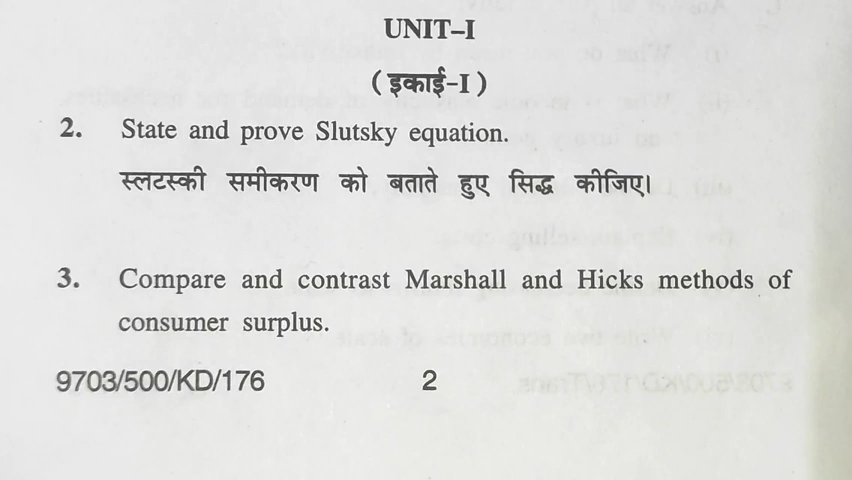 UNIT–I
(इकाई–I)
2. State and prove Slutsky equation.
स्लटस्की समीकरण को बताते हुए सिद्ध कीजिए।
3. Compare and contrast Marshall and Hicks methods of
consumer surplus.
9703/500/KD/176 2